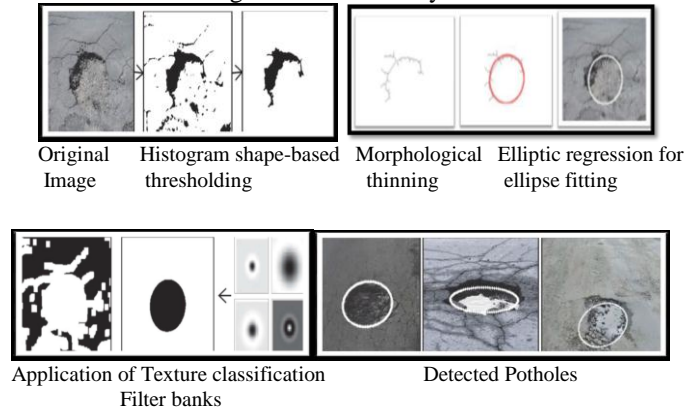 Original Histogram shape-based Morphological Elliptic regression for
Image thresholding thinning ellipse fitting
Application of Texture classification Detected Potholes
Filter banks